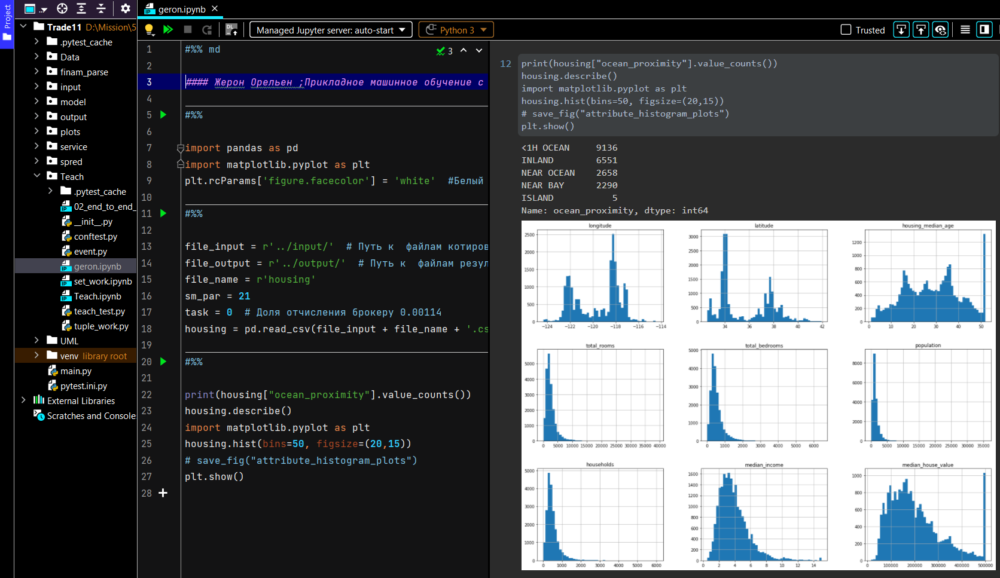 Project
geron.ipynb
Trade11 D:\Mission\5
.pytest_cache
Data
finam_parse
input
model
output
plots
service
spred
Teach
.pytest_cache
02_end_to_end_
__init__.py
conftest.py
event.py
geron.ipynb
set_work.ipynb
Teach.ipynb
teach_test.py
tuple_work.py
UML
venv library root
main.py
pytest.ini.py
External Libraries
Scratches and Console
DL
Managed Jupyter server: auto-start
Python 3
Trusted
3
1 #%% md
2
3 #### Жерон Орельен ;Прикладное машинное обучение с
4
5 #%%
6
7 import pandas as pd
8 import matplotlib.pyplot as plt
9 plt.rcParams['figure.facecolor'] = 'white' #Белый
10
11 #%%
12
13 file_input = r'../input/' # Путь к файлам котиров
14 file_output = r'../output/' # Путь к файлам резул
15 file_name = r'housing'
16 sm_par = 21
17 task = 0 # Доля отчисления брокеру 0.00114
18 housing = pd.read_csv(file_input + file_name + '.cs
19
20 #%%
21
22 print(housing["ocean_proximity"].value_counts())
23 housing.describe()
24 import matplotlib.pyplot as plt
25 housing.hist(bins=50, figsize=(20,15))
26 # save_fig("attribute_histogram_plots")
27 plt.show()
28
12 print(housing["ocean_proximity"].value_counts())
housing.describe()
import matplotlib.pyplot as plt
housing.hist(bins=50, figsize=(20,15))
# save_fig("attribute_histogram_plots")
plt.show()
<1H OCEAN 9136
INLAND 6551
NEAR OCEAN 2658
NEAR BAY 2290
ISLAND 5
Name: ocean_proximity, dtype: int64
longitude
2500
2000
1500
1000
500
0
−124 −122 −120 −118 −116 −114
latitude
3000
2500
2000
1500
1000
500
0
34 36 38 40 42
housing_median_age
1200
1000
800
600
400
200
0
0 10 20 30 40 50
total_rooms
5000
4000
3000
2000
1000
0
0 5000 10000 15000 20000 25000 30000 35000 40000
total_bedrooms
5000
4000
3000
2000
1000
0
0 1000 2000 3000 4000 5000 6000
population
8000
6000
4000
2000
0
0 5000 10000 15000 20000 25000 30000 35000
households
5000
4000
3000
2000
1000
0
0 1000 2000 3000 4000 5000 6000
median_income
1600
1400
1200
1000
800
600
400
200
0
0 2 4 6 8 10 12 14
median_house_value
1000
800
600
400
200
0
0 100000 200000 300000 400000 500000